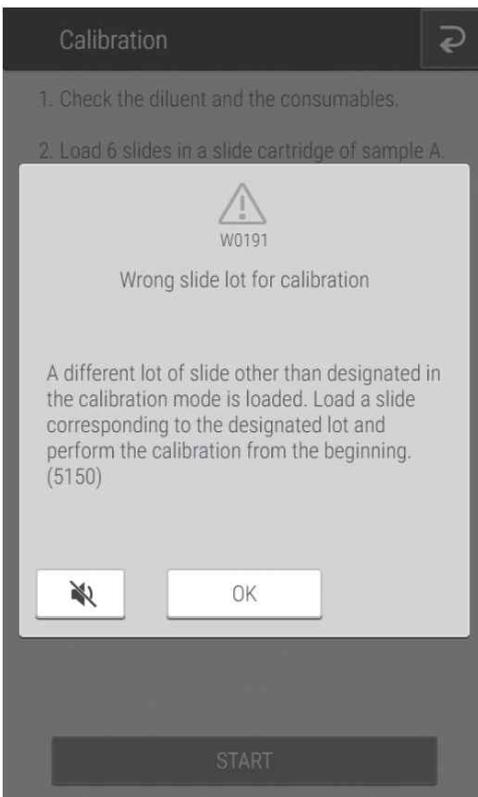 Calibration
1. Check the diluent and the consumables.
2. Load 6 slides in a slide cartridge of sample A.
W0191
Wrong slide lot for calibration
A different lot of slide other than designated in
the calibration mode is loaded. Load a slide
corresponding to the designated lot and
perform the calibration from the beginning.
(5150)
OK
START